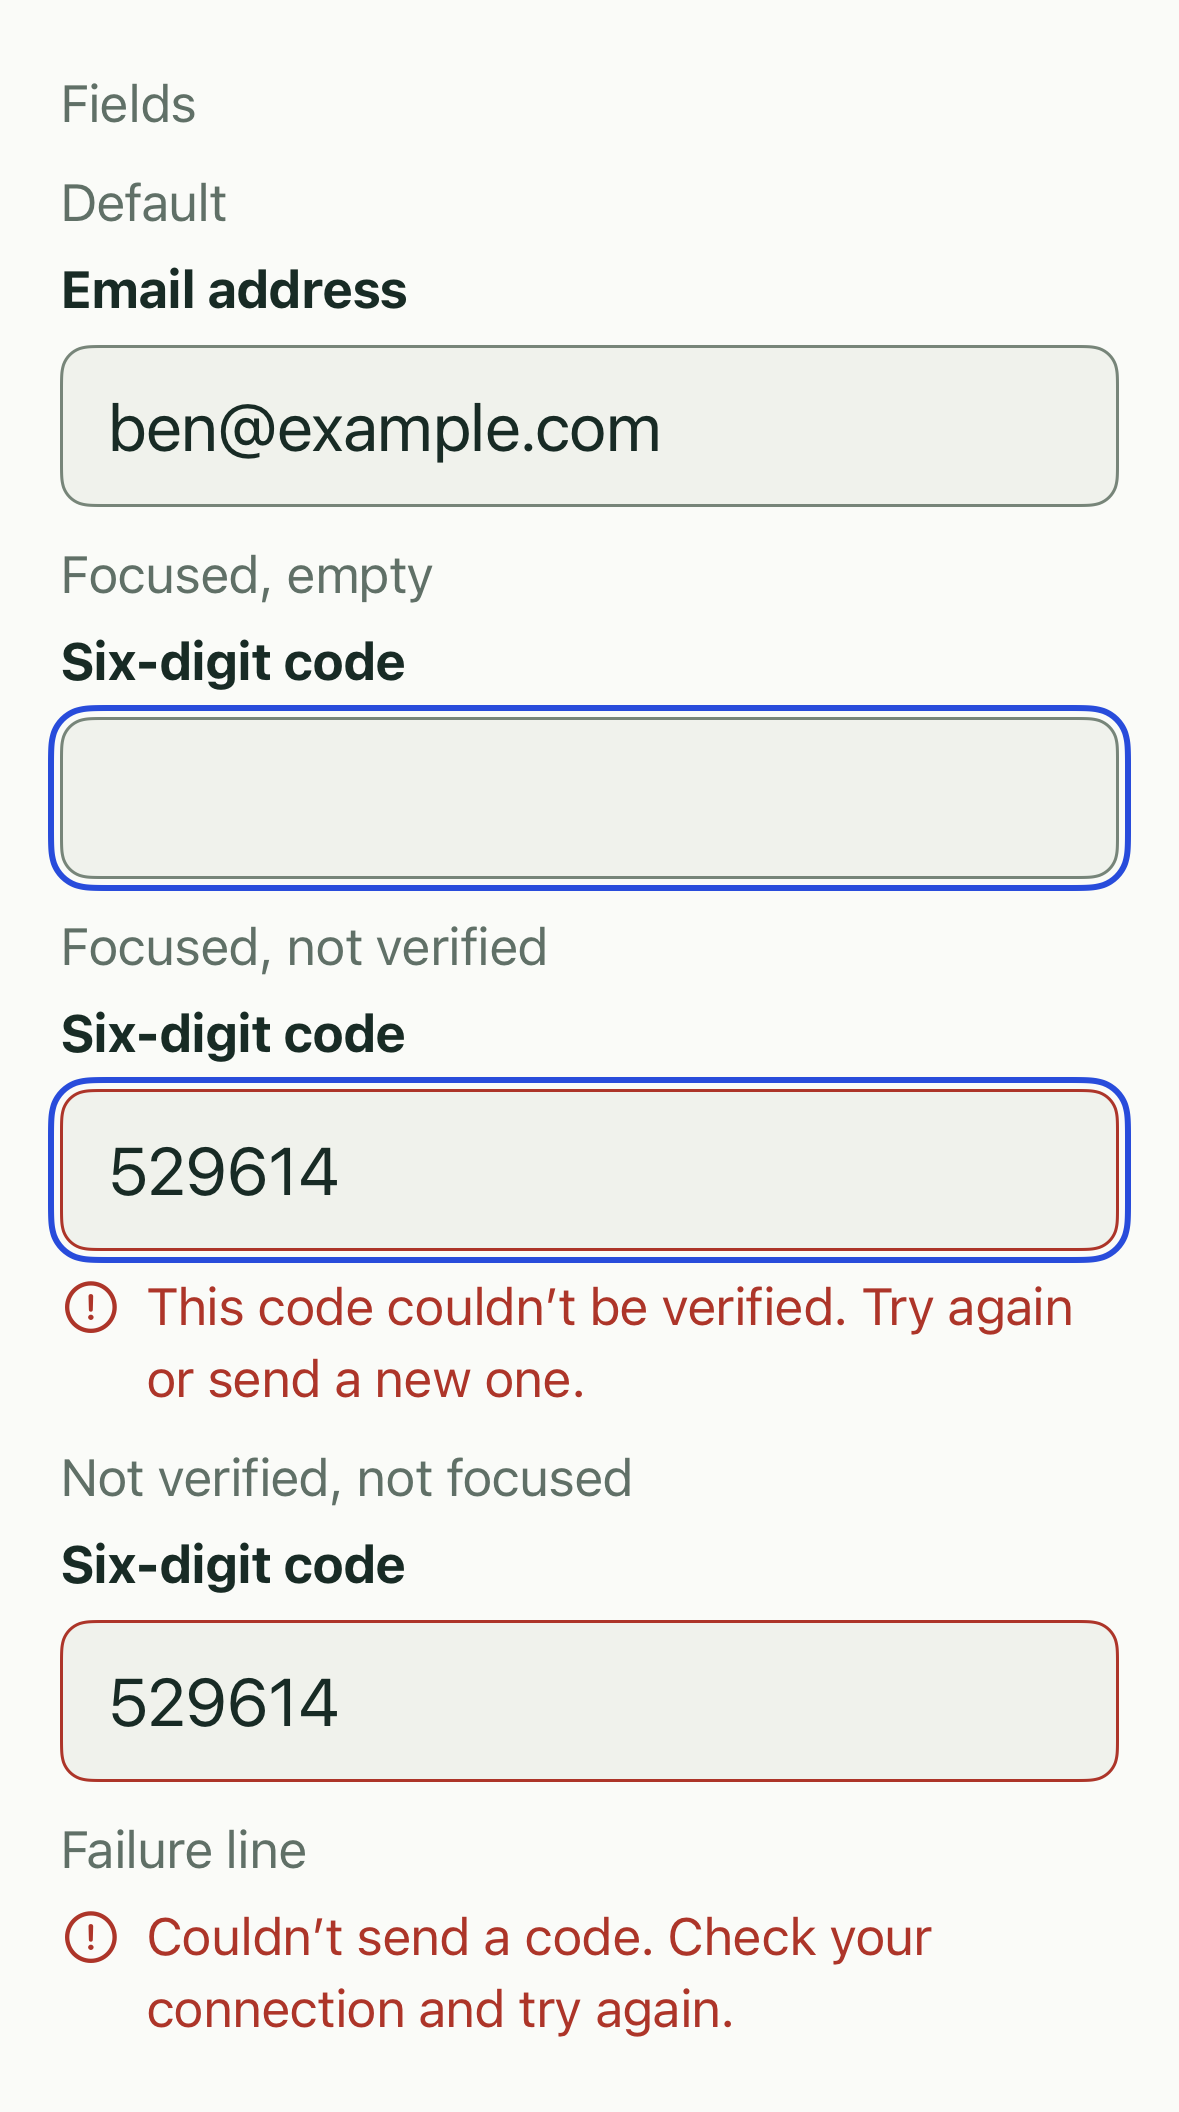 Fields
Default
Email address
ben@example.com
Focused, empty
Six-digit code
Focused, not verified
Six-digit code
529614
This code couldn’t be verified. Try again
or send a new one.
Not verified, not focused
Six-digit code
529614
Failure line
Couldn’t send a code. Check your
connection and try again.